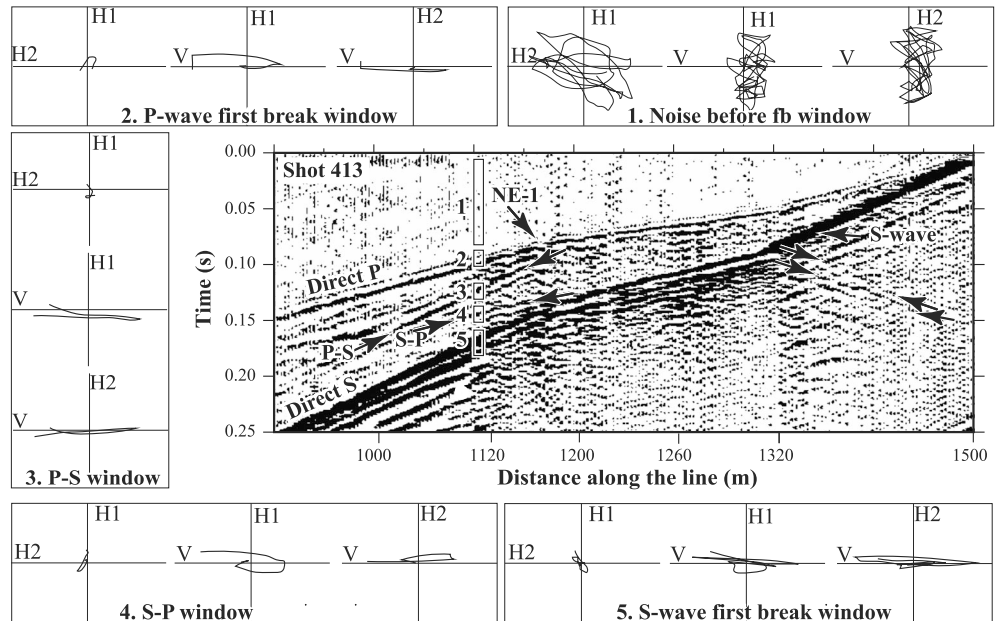 H1 H1 H2
H2 V V
2. P-wave first break window
H1 H1 H2
H2 V V
1. Noise before fb window
H1
H2
H1
V
H2
V
3. P-S window
Time (s)
0.00
0.05
0.10
0.15
0.20
0.25
Shot 413
1
NE-1
S-wave
2
Direct P
3
4
P-S S-P
5
Direct S
1000 1120 1200 1260 1320 1500
Distance along the line (m)
H1 H1 H2
H2 V V
4. S-P window
H1 H1 H2
H2 V V
5. S-wave first break window